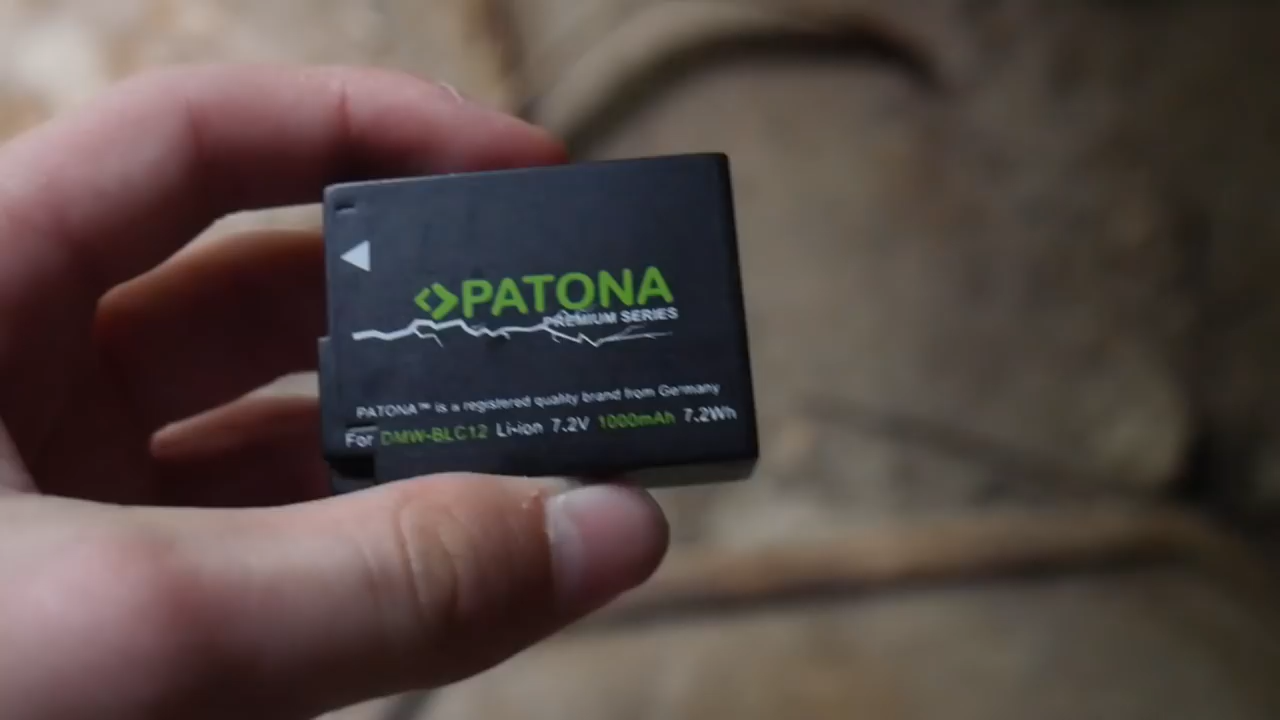 PATONA
PREMIUM SERIES
PATONA™ is a registered quality brand from Germany
For DMW-BLC12 Li-ion 7.2V 1000mAh 7.2Wh